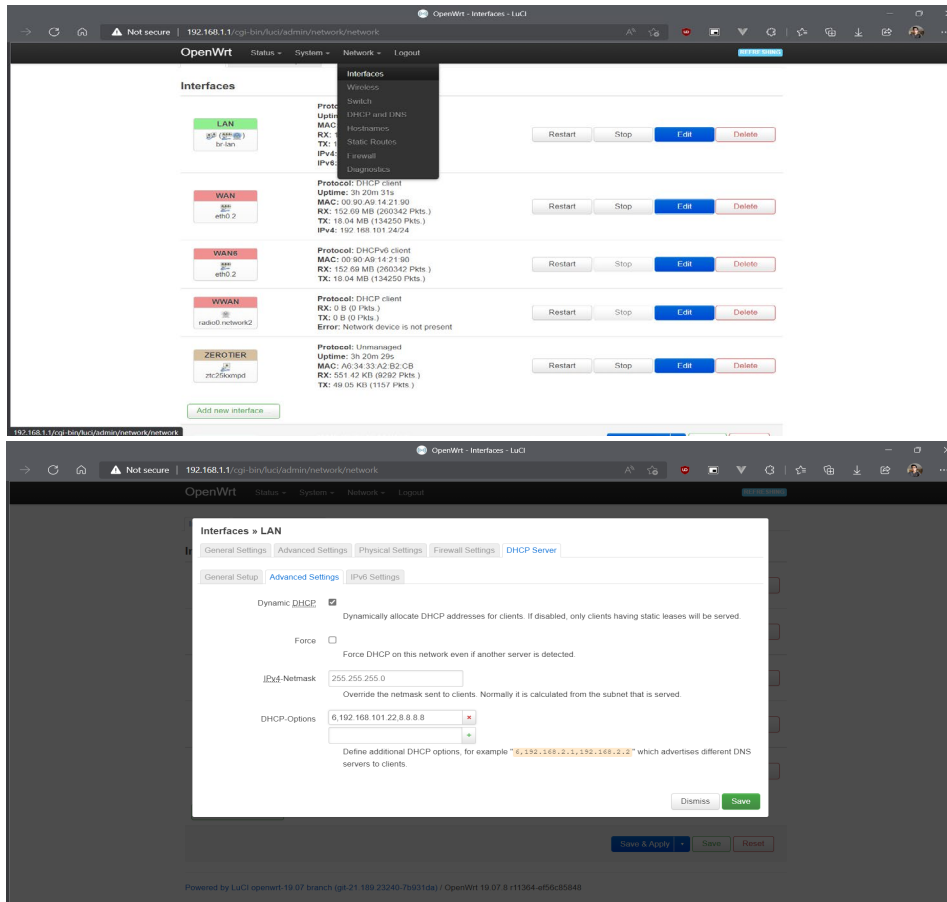 OpenWrt - Interfaces - LuCI
Not secure 192.168.1.1/cgi-bin/luci/admin/network/network
OpenWrt Status System Network Logout REFRESHING
Interfaces
Wireless
Switch
DHCP and DNS
Hostnames
Static Routes
Firewall
Diagnostics
Interfaces
LAN
br-lan
MAC:
RX: 1
TX: 1
IPv4:
IPv6:
Restart Stop Edit Delete
WAN
eth0.2
Protocol: DHCP client
Uptime: 3h 20m 31s
MAC: 00:90:A9:14:21:90
RX: 152.69 MB (260342 Pkts.)
TX: 18.04 MB (134250 Pkts.)
IPv4: 192.168.101.24/24
Restart Stop Edit Delete
WAN6
eth0.2
Protocol: DHCPv6 client
MAC: 00:90:A9:14:21:90
RX: 152.69 MB (260342 Pkts.)
TX: 18.04 MB (134250 Pkts.)
Restart Stop Edit Delete
WWAN
radio0.network2
Protocol: DHCP client
RX: 0 B (0 Pkts.)
TX: 0 B (0 Pkts.)
Error: Network device is not present
Restart Stop Edit Delete
ZEROTIER
ztc25kxmpd
Protocol: Unmanaged
Uptime: 3h 20m 29s
MAC: A6:34:33:A2:B2:CB
RX: 551.42 KB (9292 Pkts.)
TX: 49.05 KB (1157 Pkts.)
Restart Stop Edit Delete
Add new interface
192.168.1.1/cgi-bin/luci/admin/network/network
OpenWrt - Interfaces - LuCI
Not secure 192.168.1.1/cgi-bin/luci/admin/network/network
OpenWrt Status System Network Logout REFRESHING
Interfaces » LAN
General Settings Advanced Settings Physical Settings Firewall Settings DHCP Server
General Setup Advanced Settings IPv6 Settings
Dynamic DHCP
Dynamically allocate DHCP addresses for clients. If disabled, only clients having static leases will be served.
Force
Force DHCP on this network even if another server is detected.
IPv4-Netmask 255.255.255.0
Override the netmask sent to clients. Normally it is calculated from the subnet that is served.
DHCP-Options 6,192.168.101.22,8.8.8.8
Define additional DHCP options, for example "6,192.168.2.1,192.168.2.2" which advertises different DNS
servers to clients.
Dismiss Save
Save & Apply Save Reset
Powered by LuCI openwrt-19.07 branch (git-21.189.23240-7b931da) / OpenWrt 19.07.8 r11364-ef56c85848